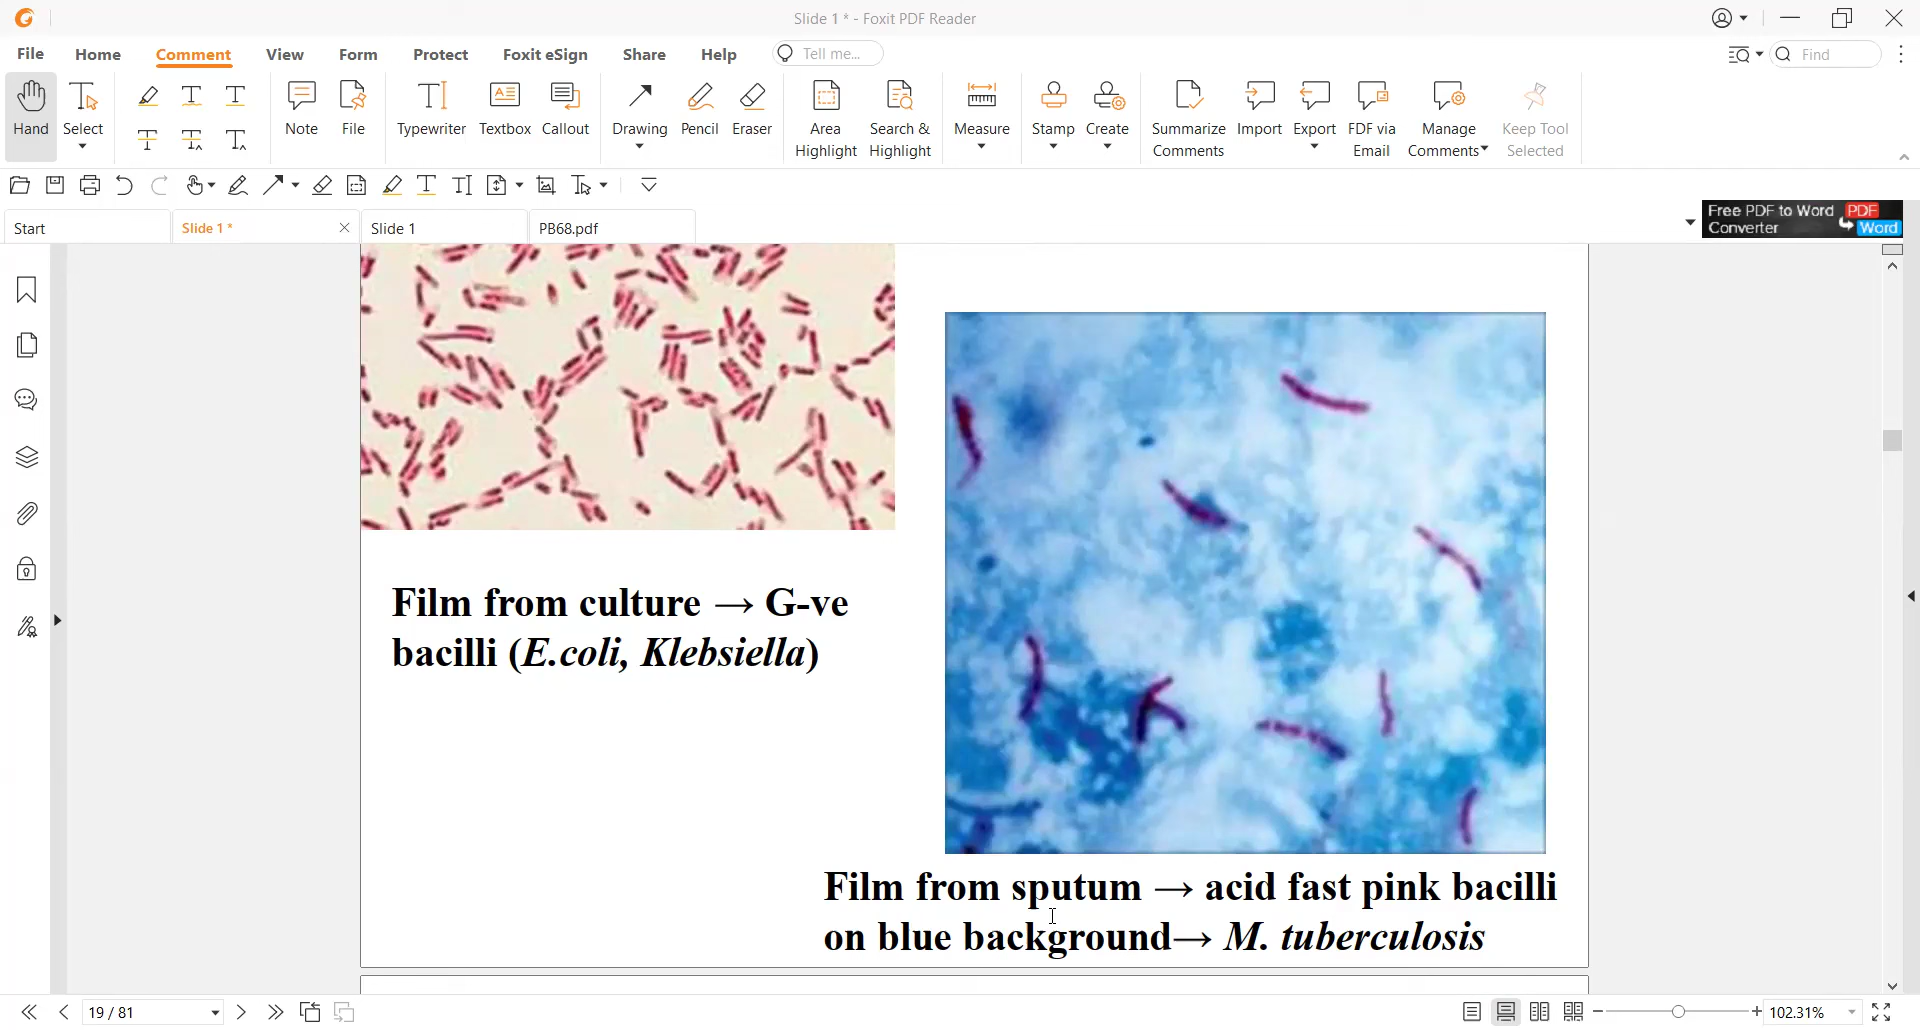 Slide 1 * - Foxit PDF Reader
File Home Comment View Form Protect Foxit eSign Share Help Tell me... Find
Hand Select Note File Typewriter Textbox Callout Drawing Pencil Eraser Area Highlight Search & Highlight Measure Stamp Create Summarize Comments Import Export FDF via Email Manage Comments Keep Tool Selected
Start Slide 1 * Slide 1 PB68.pdf
Free PDF to Word PDF
Converter Word
Film from culture → G-ve
bacilli (E.coli, Klebsiella)
Film from sputum → acid fast pink bacilli
on blue background→ M. tuberculosis
19 / 81 102.31%